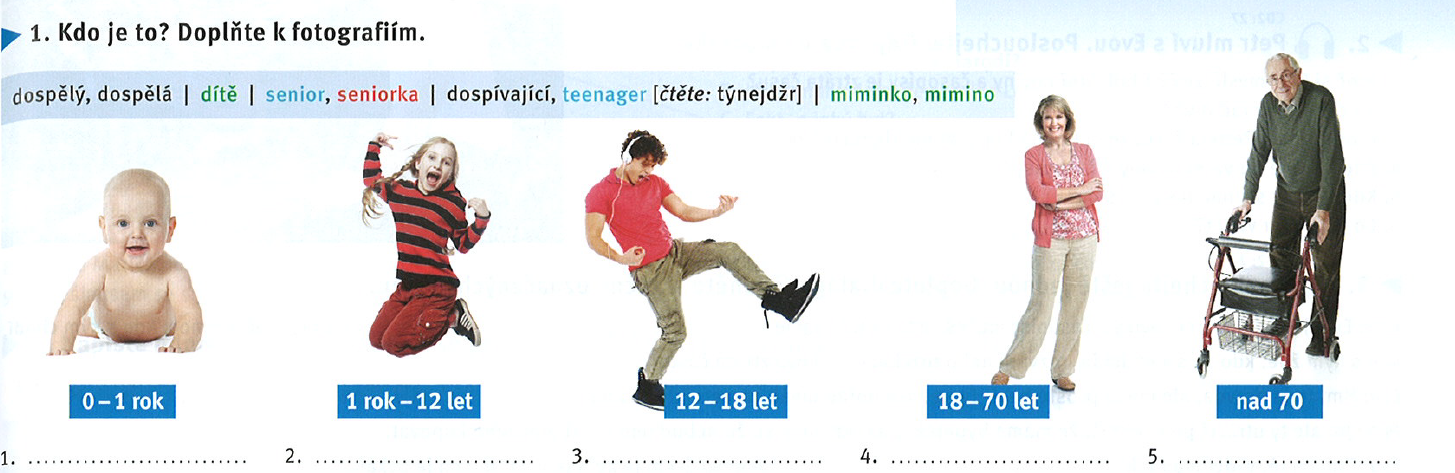 1. Kdo je to? Doplňte k fotografiím.
dospělý, dospělá | dítě | senior, seniorka | dospívající, teenager [čtěte: týnejdžr] | miminko, mimino
0 – 1 rok
1 rok – 12 let
12 – 18 let
18 – 70 let
nad 70
1. ........................................ 2. ........................................ 3. ........................................ 4. ........................................ 5. ........................................